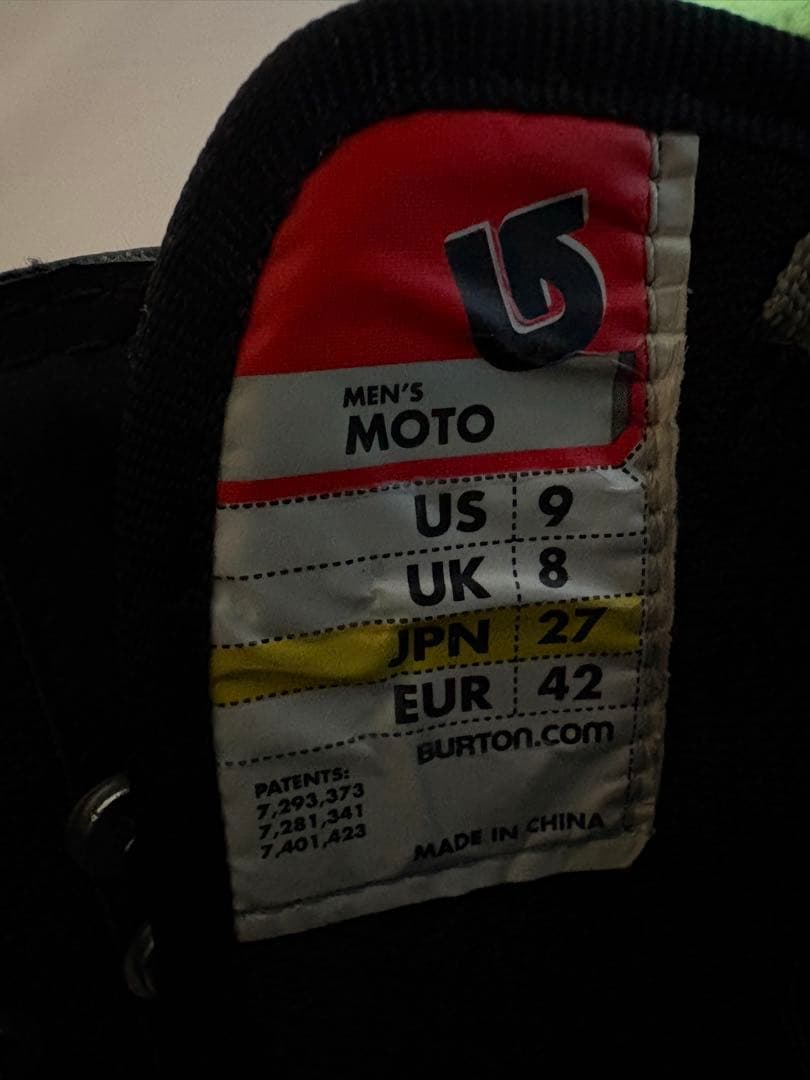 MEN'S
MOTO
US 9
UK 8
JPN 27
EUR 42
BURTON.COM
PATENTS:
7,293,373
7,281,341
7,401,423
MADE IN CHINA